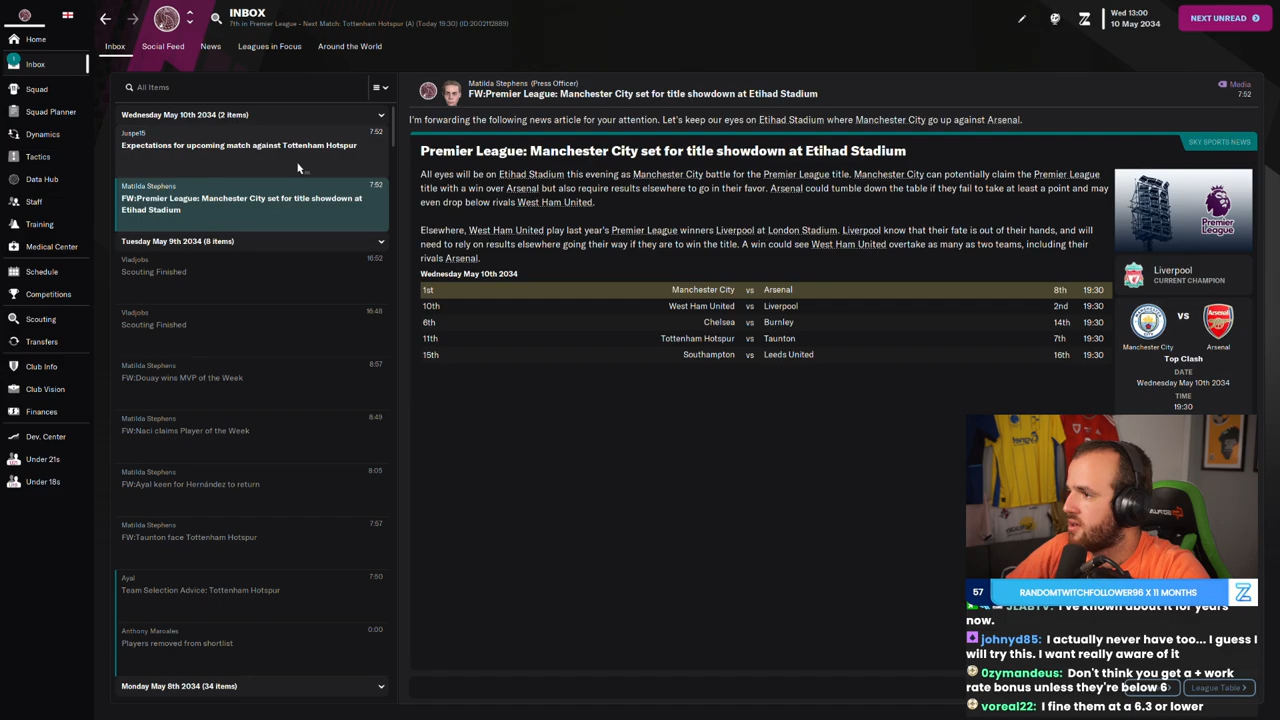 INBOX
7th in Premier League - Next Match: Tottenham Hotspur (A) (Today 19:30) (ID:2002112889)
Wed 13:00
10 May 2034
NEXT UNREAD
Inbox
Social Feed
News
Leagues in Focus
Around the World
Home
Inbox
Squad
Squad Planner
Dynamics
Tactics
Data Hub
Staff
Training
Medical Center
Schedule
Competitions
Scouting
Transfers
Club Info
Club Vision
Finances
Dev. Center
Under 21s
Under 18s
All Items
Wednesday May 10th 2034 (2 items)
Juspe15 7:52
Expectations for upcoming match against Tottenham Hotspur
Matilda Stephens 7:52
FW:Premier League: Manchester City set for title showdown at
Etihad Stadium
Tuesday May 9th 2034 (8 items)
Vladjobs 16:52
Scouting Finished
Vladjobs 16:48
Scouting Finished
Matilda Stephens 8:57
FW:Douay wins MVP of the Week
Matilda Stephens 8:49
FW:Naci claims Player of the Week
Matilda Stephens 8:05
FW:Ayal keen for Hernández to return
Matilda Stephens 7:57
FW:Taunton face Tottenham Hotspur
Ayal 7:50
Team Selection Advice: Tottenham Hotspur
Anthony Maroales 0:00
Players removed from shortlist
Monday May 8th 2034 (34 items)
Matilda Stephens (Press Officer)
FW:Premier League: Manchester City set for title showdown at Etihad Stadium
Media
7:52
I'm forwarding the following news article for your attention. Let's keep our eyes on Etihad Stadium where Manchester City go up against Arsenal.
SKY SPORTS NEWS
Premier League: Manchester City set for title showdown at Etihad Stadium
All eyes will be on Etihad Stadium this evening as Manchester City battle for the Premier League title. Manchester City can potentially claim the Premier League
title with a win over Arsenal but also require results elsewhere to go in their favor. Arsenal could tumble down the table if they fail to take at least a point and may
even drop below rivals West Ham United.
Elsewhere, West Ham United play last year's Premier League winners Liverpool at London Stadium. Liverpool know that their fate is out of their hands, and will
need to rely on results elsewhere going their way if they are to win the title. A win could see West Ham United overtake as many as two teams, including their
rivals Arsenal.
Wednesday May 10th 2034
1st Manchester City vs Arsenal 8th 19:30
10th West Ham United vs Liverpool 2nd 19:30
6th Chelsea vs Burnley 14th 19:30
11th Tottenham Hotspur vs Taunton 7th 19:30
15th Southampton vs Leeds United 16th 19:30
Premier
League
Liverpool
CURRENT CHAMPION
VS
Manchester City Arsenal
Top Clash
DATE
Wednesday May 10th 2034
TIME
19:30
57 RANDOMTWITCHFOLLOWER96 X 11 MONTHS
JLABTV: I've known about it for years
now.
johnyd85: I actually never have too... I guess I
will try this. I want really aware of it
0zymandeus: Don't think you get a + work
rate bonus unless they're below 6
League Table
voreal22: I fine them at a 6.3 or lower